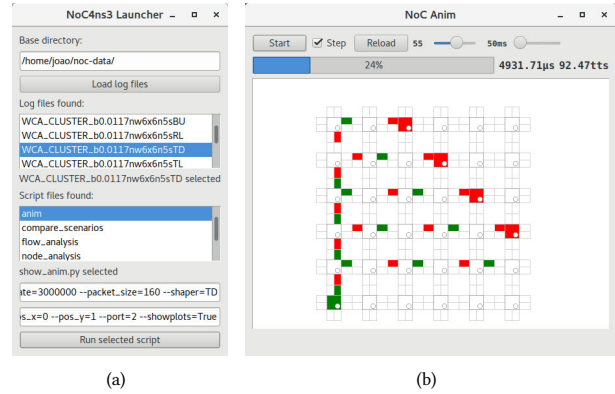 NoC4ns3 Launcher
Base directory:
/home/joao/noc-data/
Load log files
Log files found:
WCA_CLUSTER_b0.0117nw6x6n5sBU
WCA_CLUSTER_b0.0117nw6x6n5sRL
WCA_CLUSTER_b0.0117nw6x6n5sTD
WCA_CLUSTER_b0.0117nw6x6n5sTL
WCA_CLUSTER_b0.0117nw6x6n5sTD selected
Script files found:
anim
compare_scenarios
flow_analysis
node_analysis
show_anim.py selected
ate=3000000 --packet_size=160 --shaper=TD
s_x=0 --pos_y=1 --port=2 --showplots=True
Run selected script
(a)
NoC Anim
Start Step Reload 55 50ms
24% 4931.71µs 92.47tts
(b)